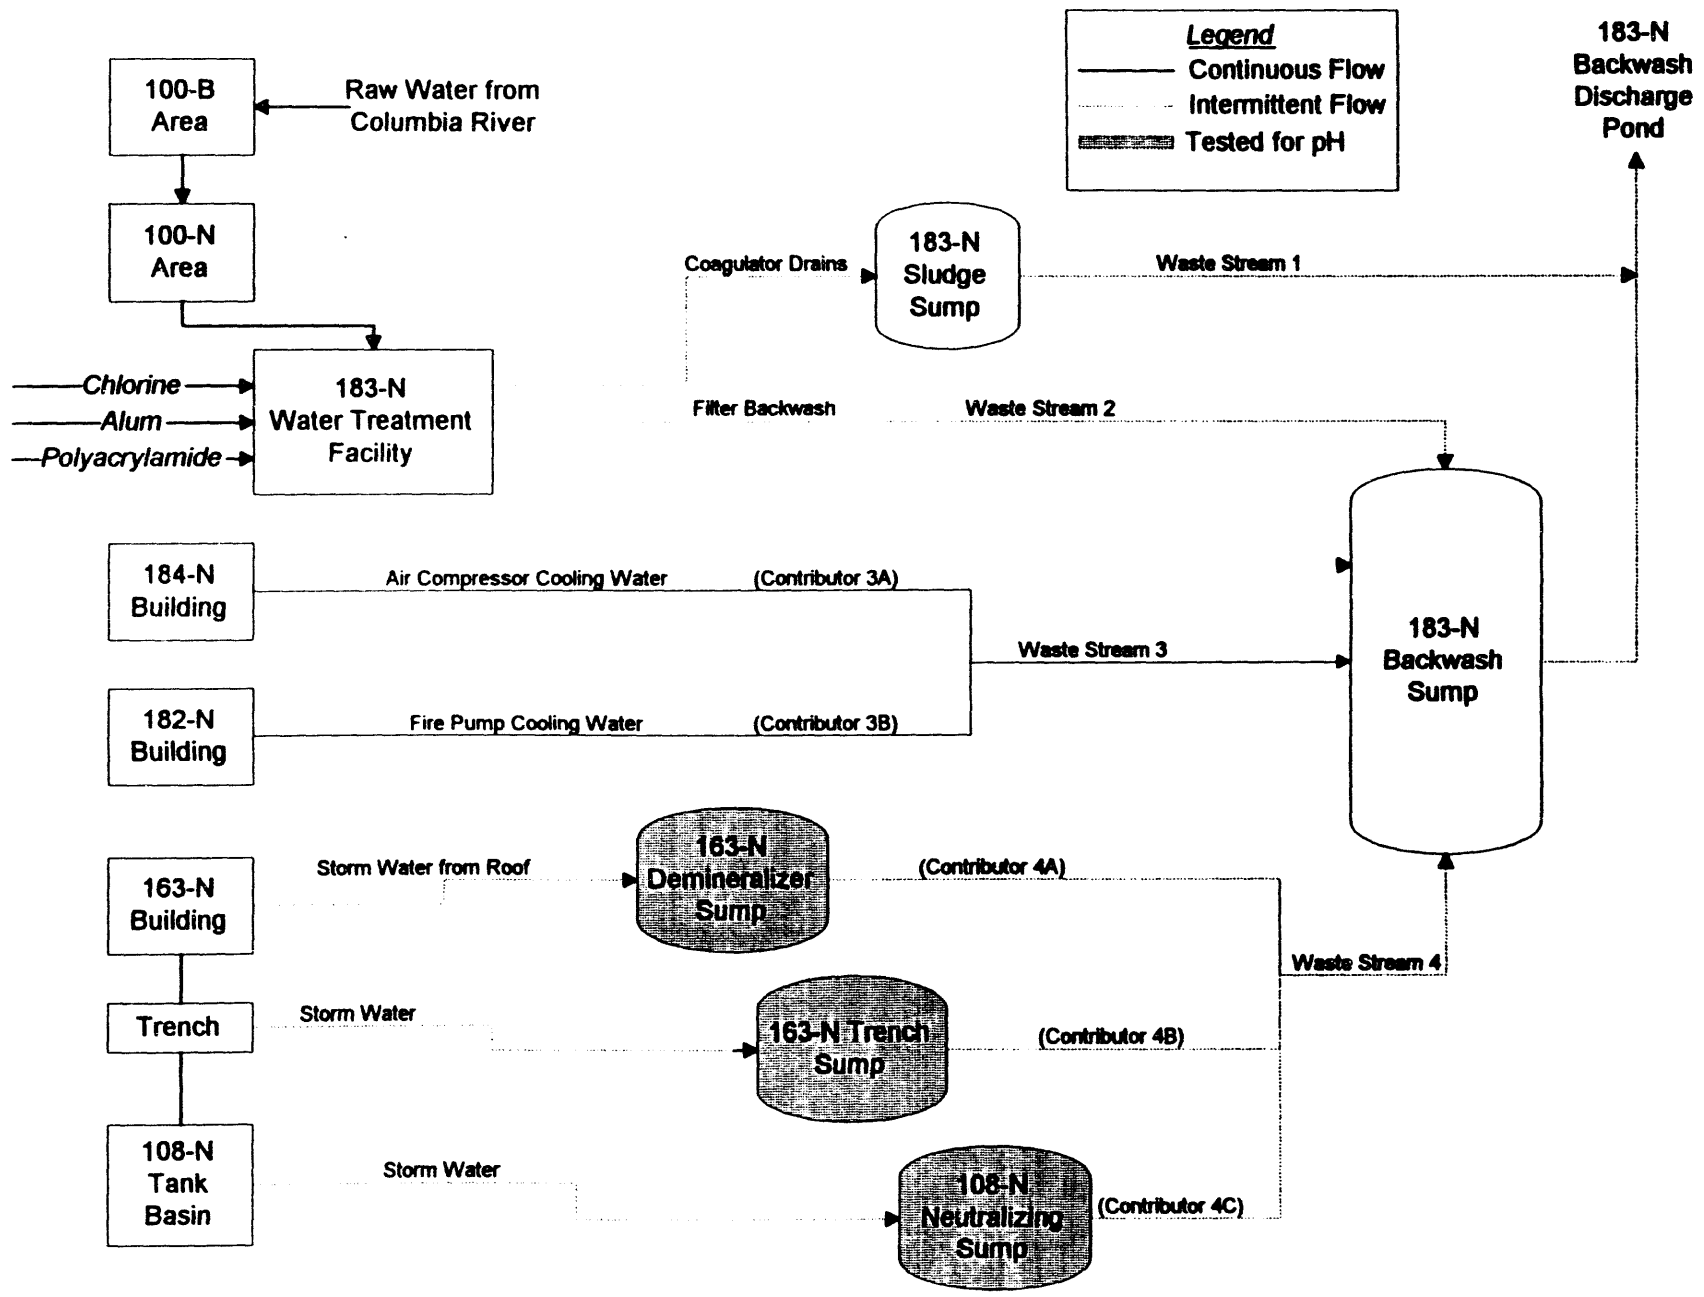 Legend
Continuous Flow
Intermittent Flow
Tested for pH
183-N
Backwash
Discharge
Pond
100-B
Area
Raw Water from
Columbia River
100-N
Area
183-N
Sludge
Sump
Coagulator Drains
Waste Stream 1
Chlorine
Alum
Polyacrylamide
183-N
Water Treatment
Facility
Filter Backwash
Waste Stream 2
184-N
Building
Air Compressor Cooling Water
(Contributor 3A)
Waste Stream 3
183-N
Backwash
Sump
182-N
Building
Fire Pump Cooling Water
(Contributor 3B)
163-N
Building
Storm Water from Roof
163-N
Demineralizer
Sump
(Contributor 4A)
Waste Stream 4
Trench
Storm Water
163-N Trench
Sump
(Contributor 4B)
108-N
Tank
Basin
Storm Water
108-N
Neutralizing
Sump
(Contributor 4C)